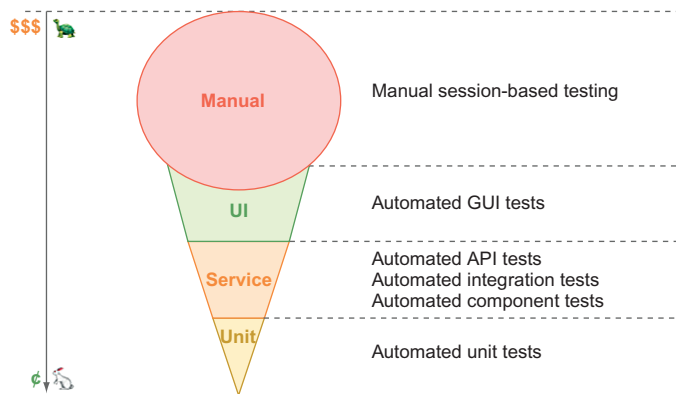 $$$
Manual
Manual session-based testing
UI
Automated GUI tests
Service
Automated API tests
Automated integration tests
Automated component tests
Unit
Automated unit tests
¢